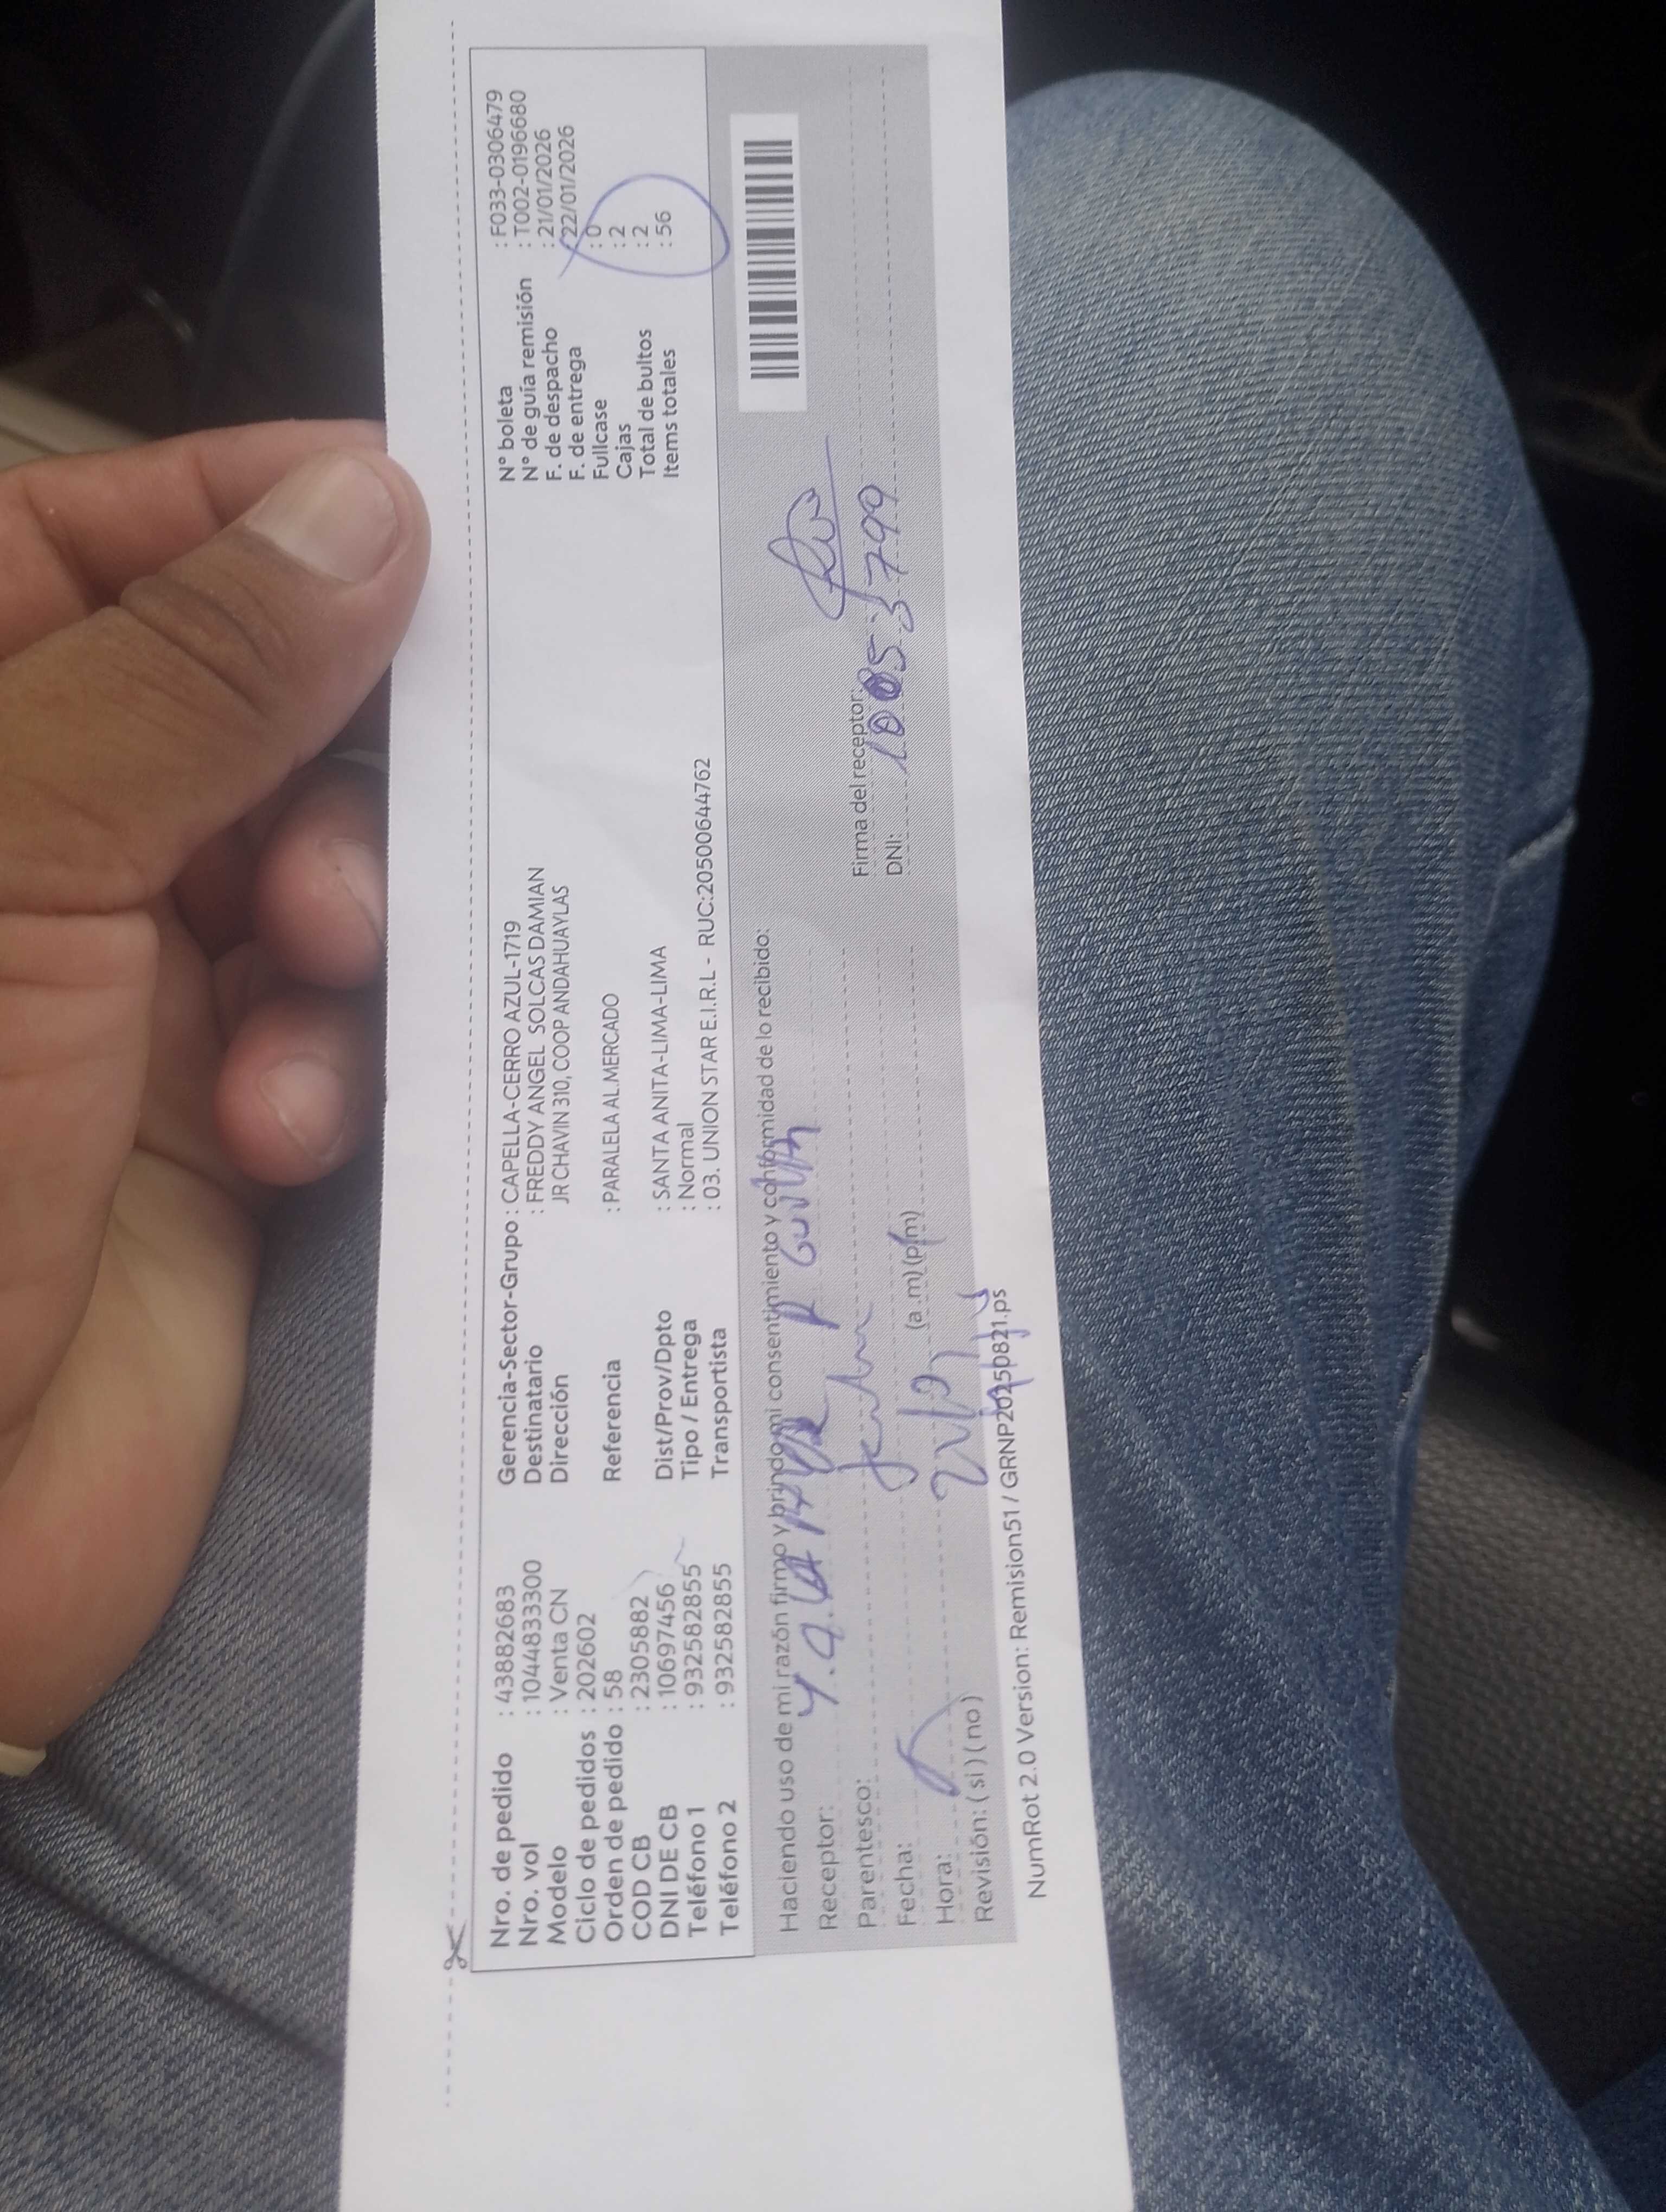 Nro. de pedido : 43882683
Nro. vol : 1044833300
Modelo : Venta CN
Ciclo de pedidos : 202602
Orden de pedido : 58
COD CB : 2305882
DNI DE CB : 10697456
Teléfono 1 : 932582855
Teléfono 2 : 932582855
Gerencia-Sector-Grupo : CAPELLA-CERRO AZUL-1719
Destinatario : FREDDY ANGEL SOLCAS DAMIAN
Dirección JR CHAVIN 310, COOP ANDAHUAYLAS
Referencia : PARALELA AL.MERCADO
Dist/Prov/Dpto : SANTA ANITA-LIMA-LIMA
Tipo / Entrega : Normal
Transportista : 03. UNION STAR E.I.R.L - RUC:20500644762
N° boleta : F033-0306479
N° de guía remisión : T002-0196680
F. de despacho : 21/01/2026
F. de entrega : 22/01/2026
Fullcase : 0
Cajas : 2
Total de bultos : 2
Items totales : 56
Haciendo uso de mi razón firmo y brindo mi consentimiento y conformidad de lo recibido:
Receptor:
Parentesco:
Fecha:
Hora: (a.m) (p.m)
Revisión: ( si ) ( no )
Firma del receptor:
DNI:
NumRot 2.0 Version: Remision51 / GRNP20250821.ps